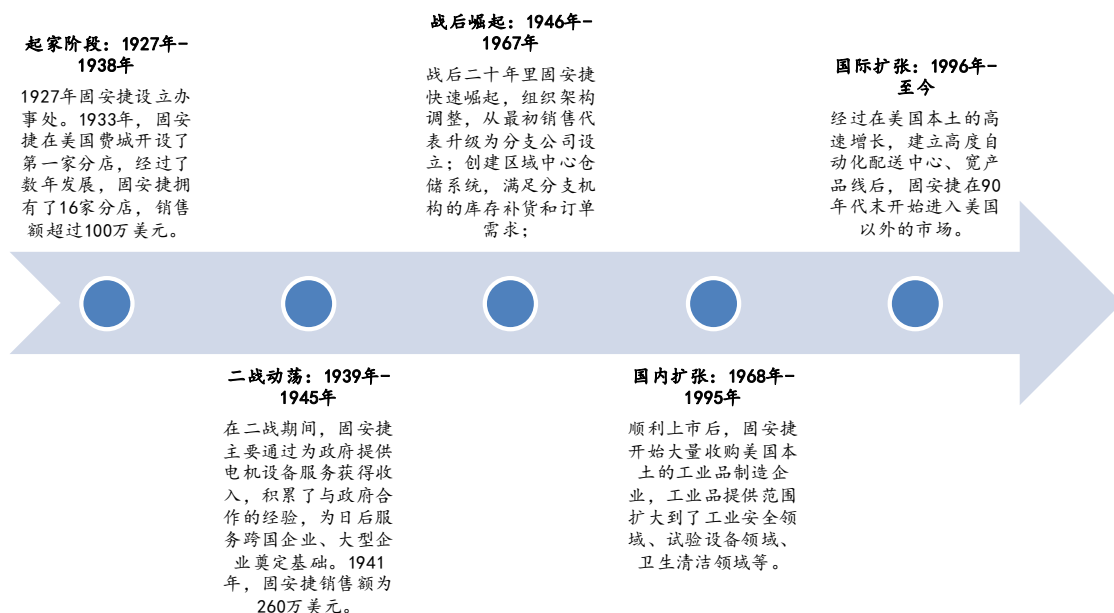 起家阶段：1927年-
1938年
1927年固安捷设立办
事处。1933年，固安
捷在美国费城开设了
第一家分店，经过了
数年发展，固安捷拥
有了16家分店，销售
额超过100万美元。
二战动荡：1939年-
1945年
在二战期间，固安捷
主要通过为政府提供
电机设备服务获得收
入，积累了与政府合
作的经验，为日后服
务跨国企业、大型企
业奠定基础。1941
年，固安捷销售额为
260万美元。
战后崛起：1946年-
1967年
战后二十年里固安捷
快速崛起，组织架构
调整，从最初销售代
表升级为分支公司设
立；创建区域中心仓
储系统，满足分支机
构的库存补货和订单
需求；
国内扩张：1968年-
1995年
顺利上市后，固安捷
开始大量收购美国本
土的工业品制造企
业，工业品提供范围
扩大到了工业安全领
域、试验设备领域、
卫生清洁领域等。
国际扩张：1996年-
至今
经过在美国本土的高
速增长，建立高度自
动化配送中心、宽产
品线后，固安捷在90
年代末开始进入美国
以外的市场。